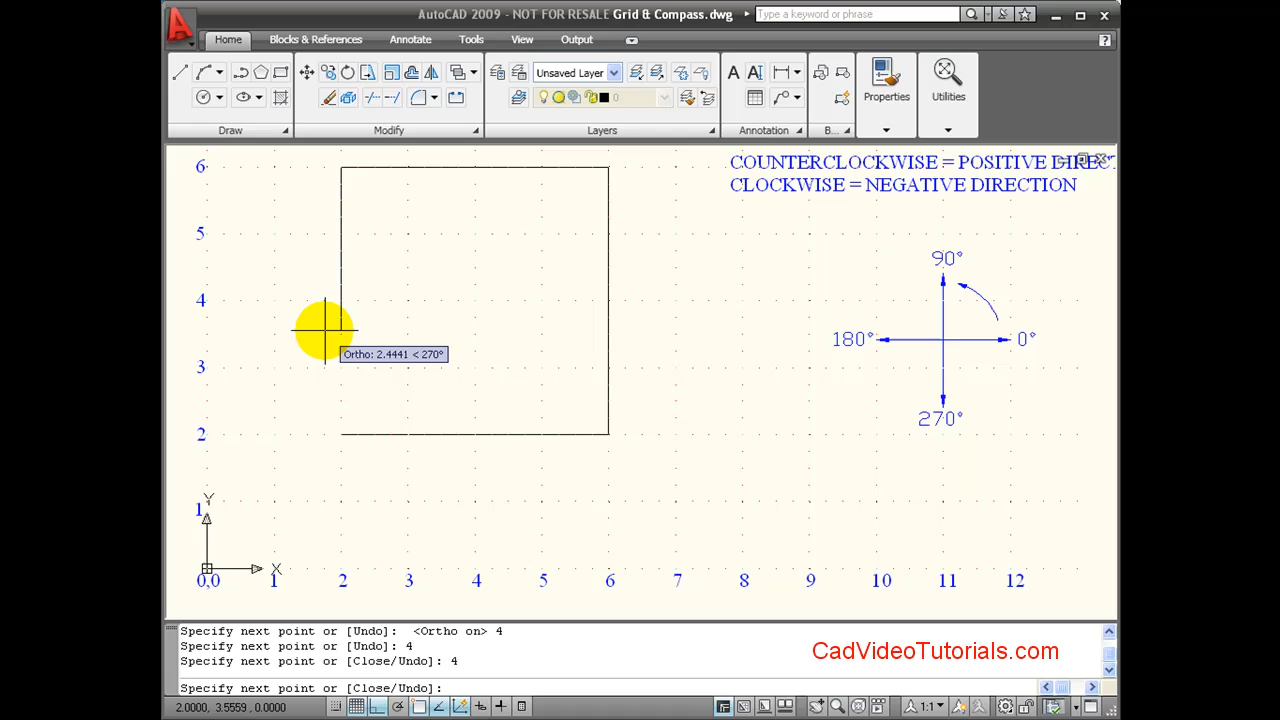 AutoCAD 2009 - NOT FOR RESALE Grid & Compass.dwg
Type a keyword or phrase
Home Blocks & References Annotate Tools View Output
Unsaved Layer
0
Properties
Utilities
Draw
Modify
Layers
Annotation
B...
COUNTERCLOCKWISE = POSITIVE DIRECT
CLOCKWISE = NEGATIVE DIRECTION
6
5
4
3
2
1
90°
180°
0°
270°
Ortho: 2.4441 < 270°
Y
X
0,0 1 2 3 4 5 6 7 8 9 10 11 12
Specify next point or [Undo]: <Ortho on> 4
Specify next point or [Undo]: 4
Specify next point or [Close/Undo]: 4
Specify next point or [Close/Undo]:
CadVideoTutorials.com
2.0000, 3.5559, 0.0000
1:1